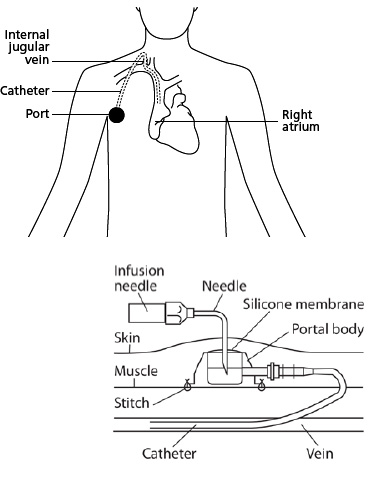 Internal
jugular
vein
Catheter
Port
Right
atrium
Infusion
needle
Needle
Silicone membrane
Portal body
Skin
Muscle
Stitch
Catheter
Vein